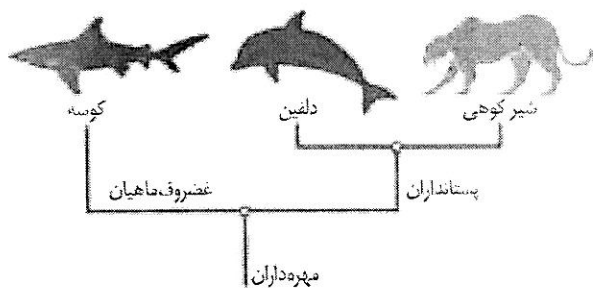 کوسه
دلفین
شیر کوهی
غضروف‌ماهیان
پستانداران
مهره‌داران